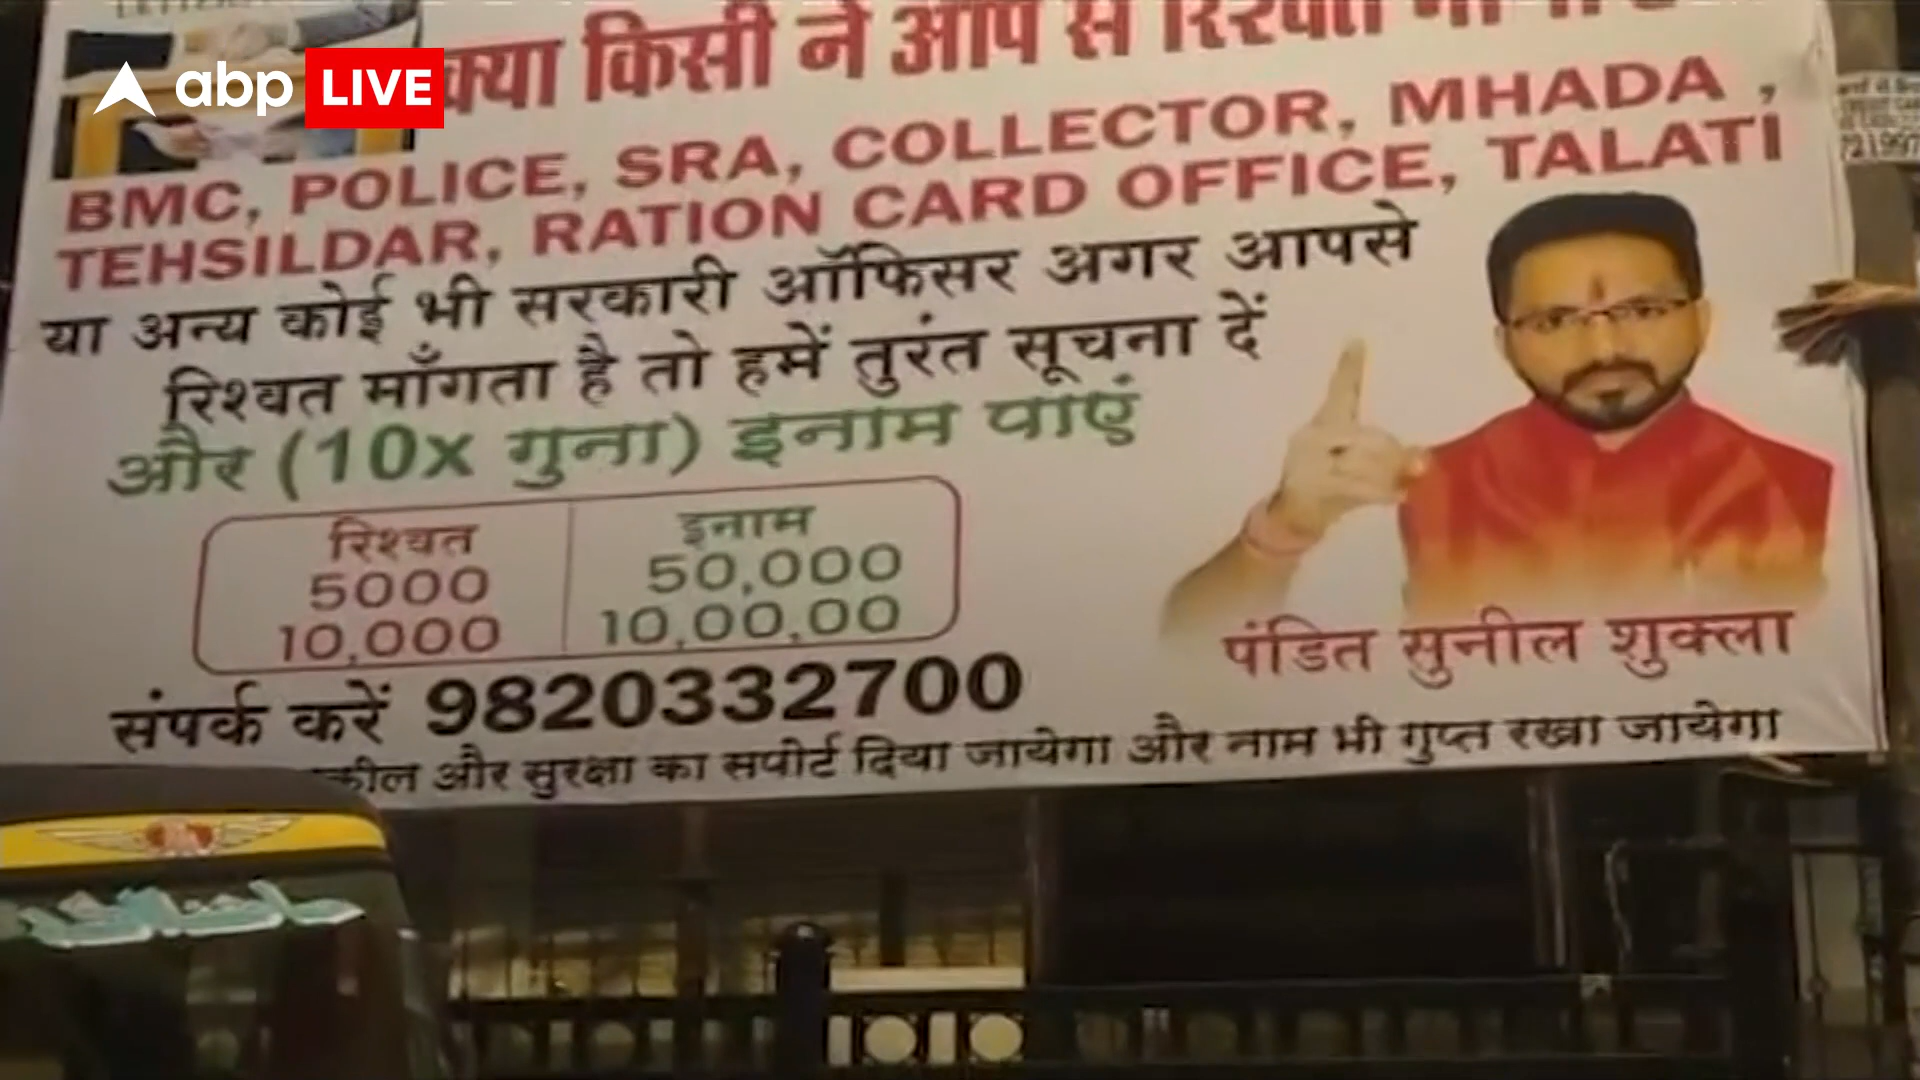 abp LIVE
क्या किसी ने आप से रिश्वत
BMC, POLICE, SRA, COLLECTOR, MHADA ,
TEHSILDAR, RATION CARD OFFICE, TALATI
या अन्य कोई भी सरकारी ऑफिसर अगर आपसे
रिश्वत माँगता है तो हमें तुरंत सूचना दें
और (10x गुना) इनाम पाएं
रिश्वत इनाम
5000 50,000
10,000 10,00,00
पंडित सुनील शुक्ला
संपर्क करें 9820332700
और सुरक्षा का सपोर्ट दिया जायेगा और नाम भी गुप्त रखा जायेगा